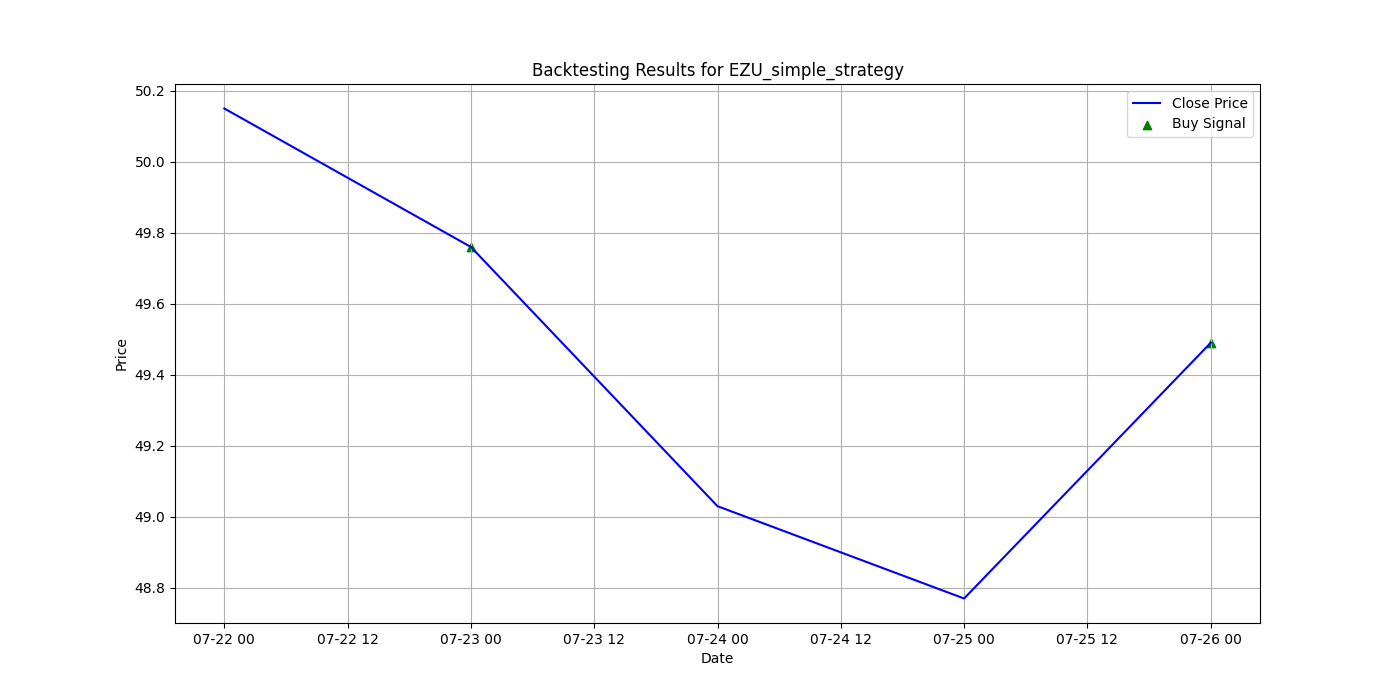 Backtesting Results for EZU_simple_strategy
Close Price
Buy Signal
50.2
50.0
49.8
49.6
49.4
49.2
49.0
48.8
Price
07-22 00 07-22 12 07-23 00 07-23 12 07-24 00 07-24 12 07-25 00 07-25 12 07-26 00
Date